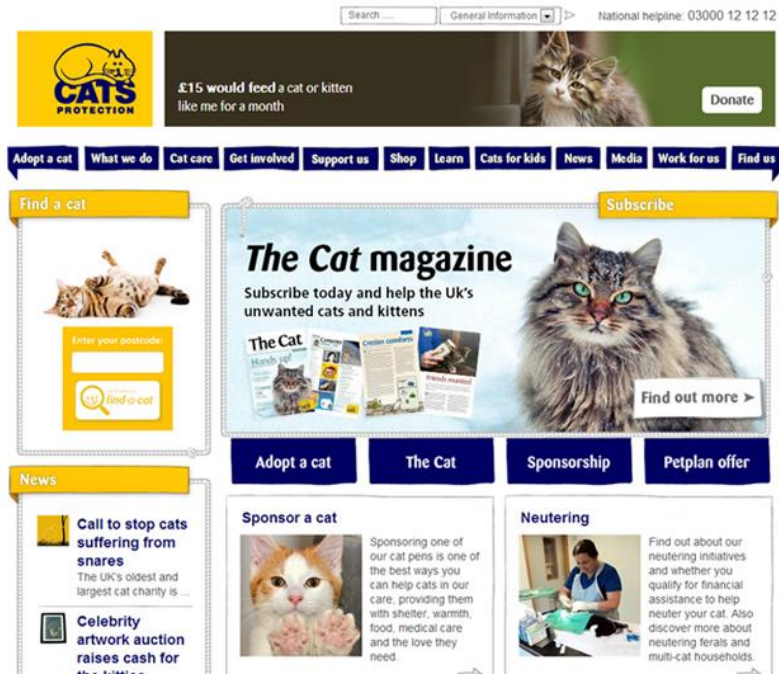 Search ....
General Information
National helpline: 03000 12 12 12
CATS
PROTECTION
£15 would feed a cat or kitten
like me for a month
Donate
Adopt a cat
What we do
Cat care
Get involved
Support us
Shop
Learn
Cats for kids
News
Media
Work for us
Find us
Find a cat
Enter your postcode:
find-a-cat
Subscribe
The Cat magazine
Subscribe today and help the Uk's
unwanted cats and kittens
The Cat
Hands up!
Cretan comforts
Friends wanted
Find out more
Adopt a cat
The Cat
Sponsorship
Petplan offer
News
Call to stop cats
suffering from
snares
The UK's oldest and
largest cat charity is ...
Celebrity
artwork auction
raises cash for
the kitties
Sponsor a cat
Sponsoring one of
our cat pens is one of
the best ways you
can help cats in our
care, providing them
with shelter, warmth,
food, medical care
and the love they
need.
Neutering
Find out about our
neutering initiatives
and whether you
qualify for financial
assistance to help
neuter your cat. Also
discover more about
neutering ferals and
multi-cat households.